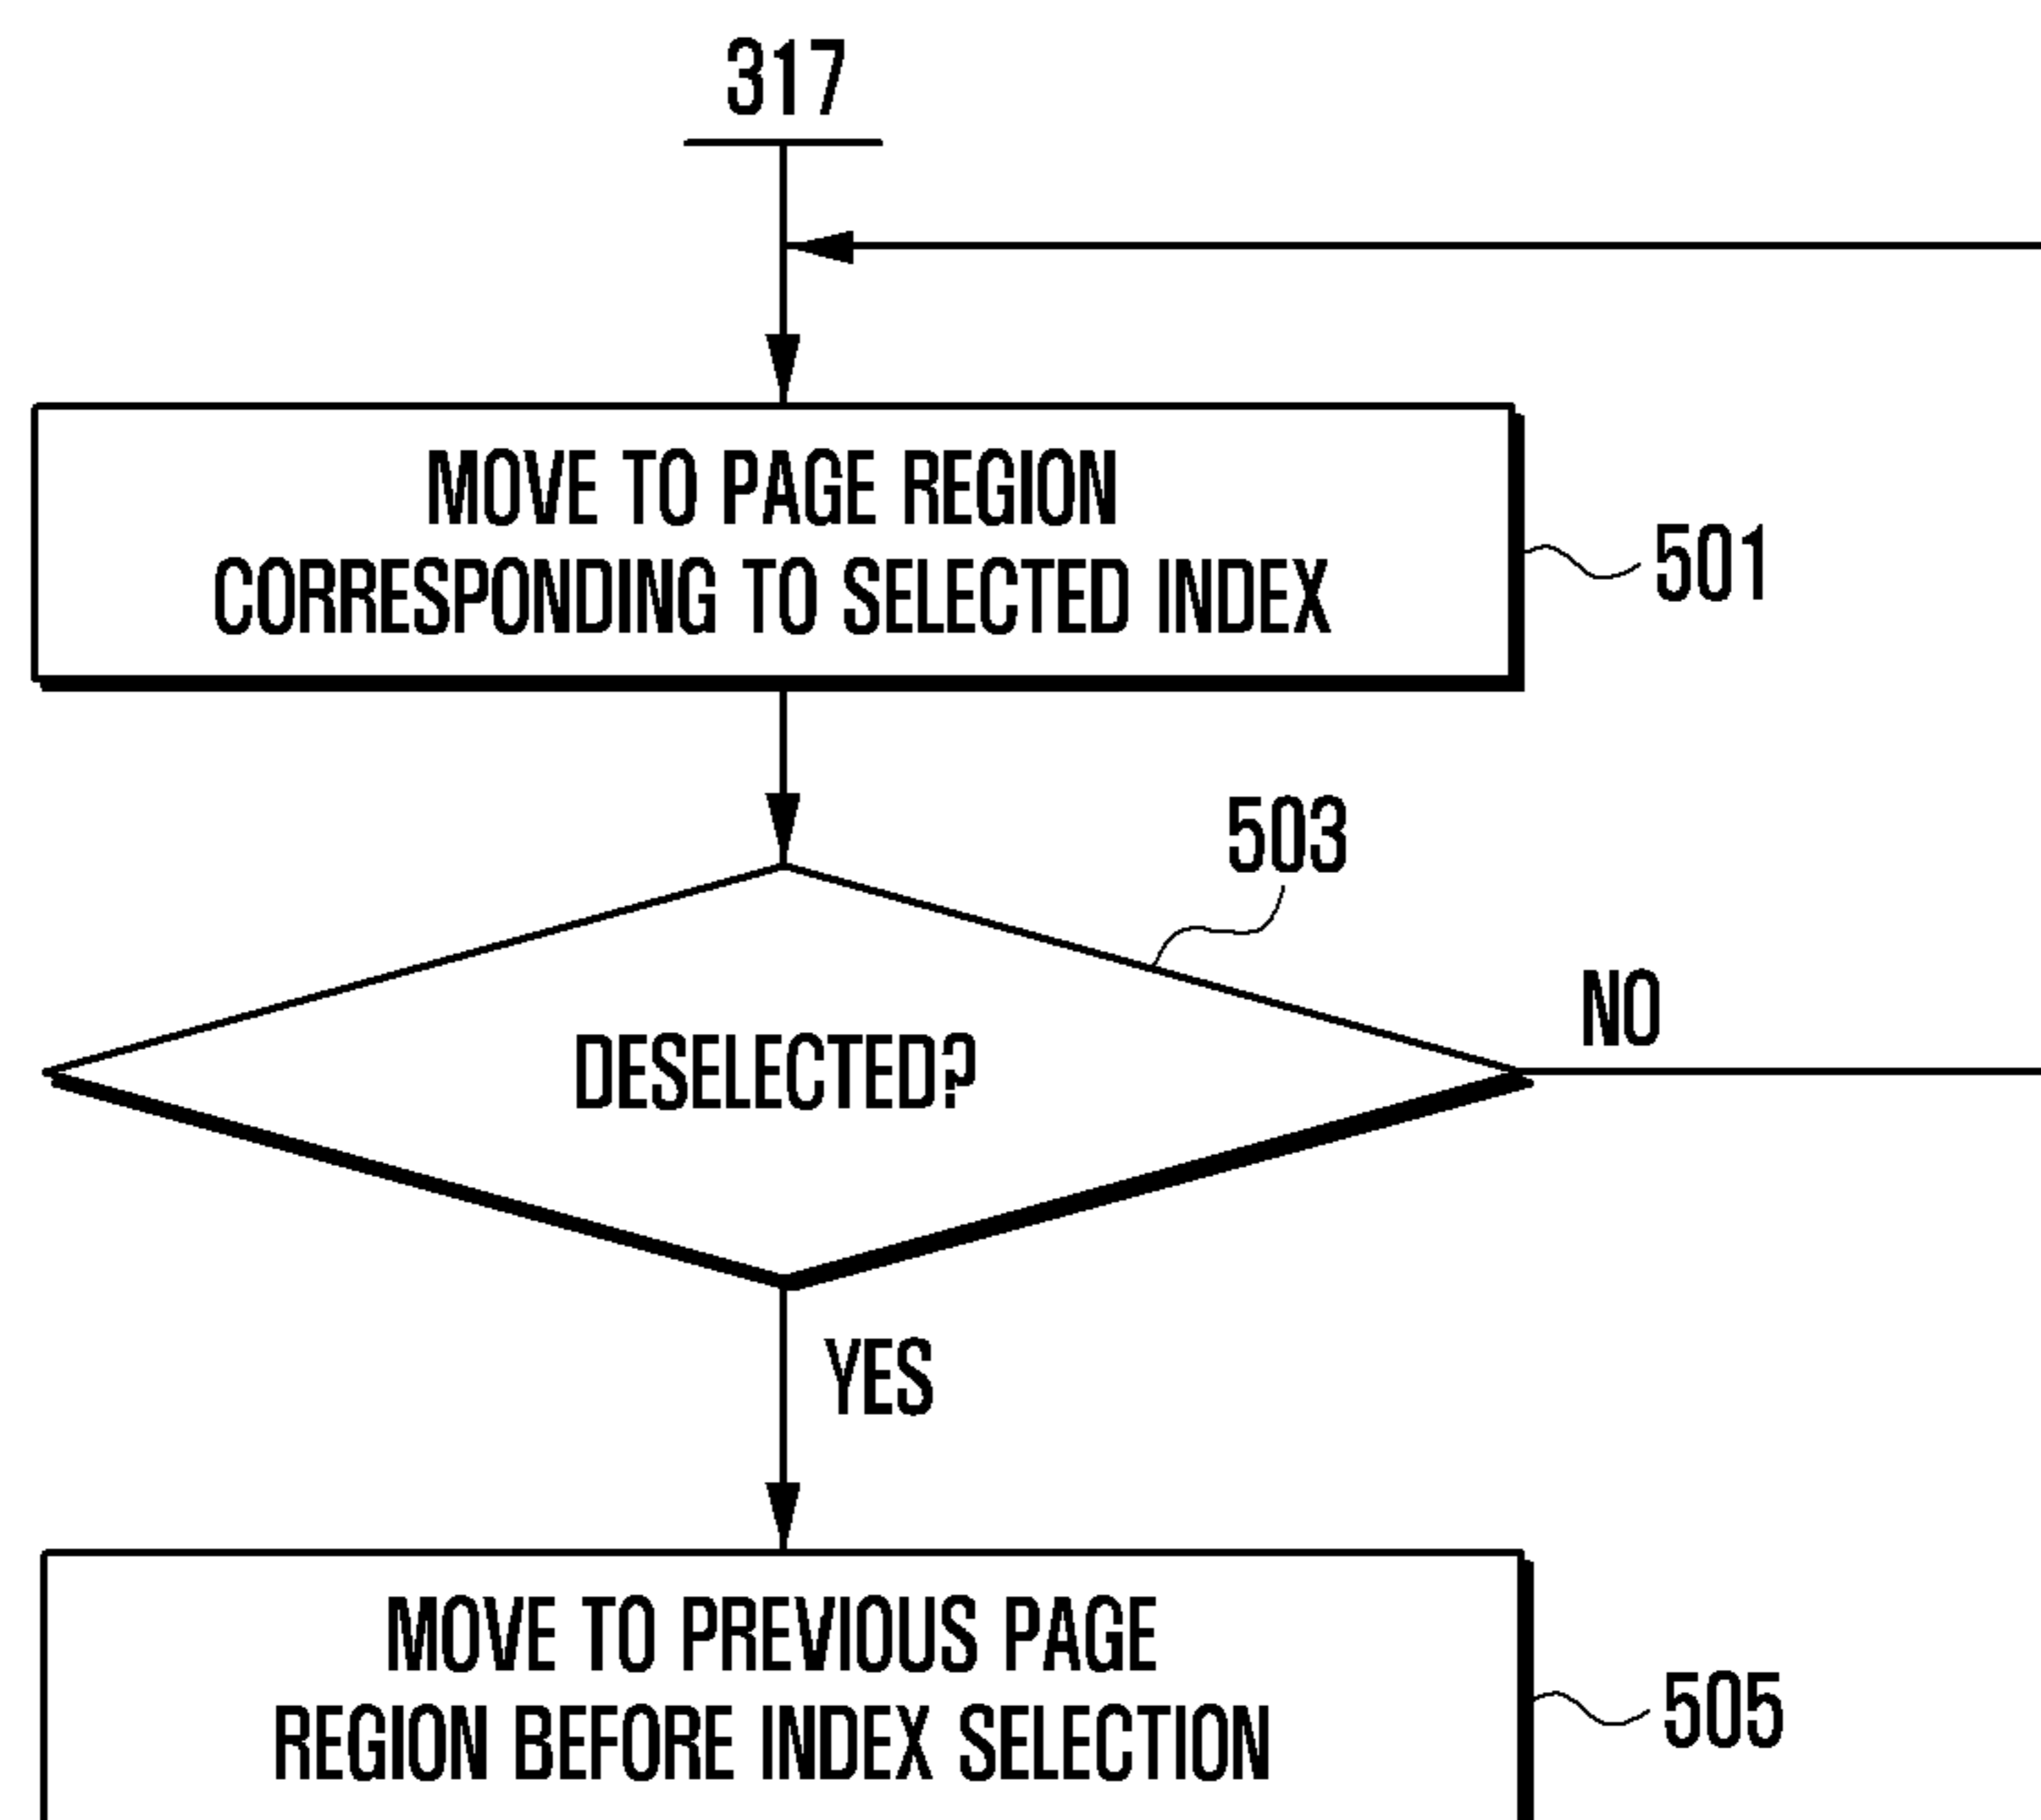 317
MOVE TO PAGE REGION
CORRESPONDING TO SELECTED INDEX
501
503
DESELECTED?
NO
YES
MOVE TO PREVIOUS PAGE
REGION BEFORE INDEX SELECTION
505